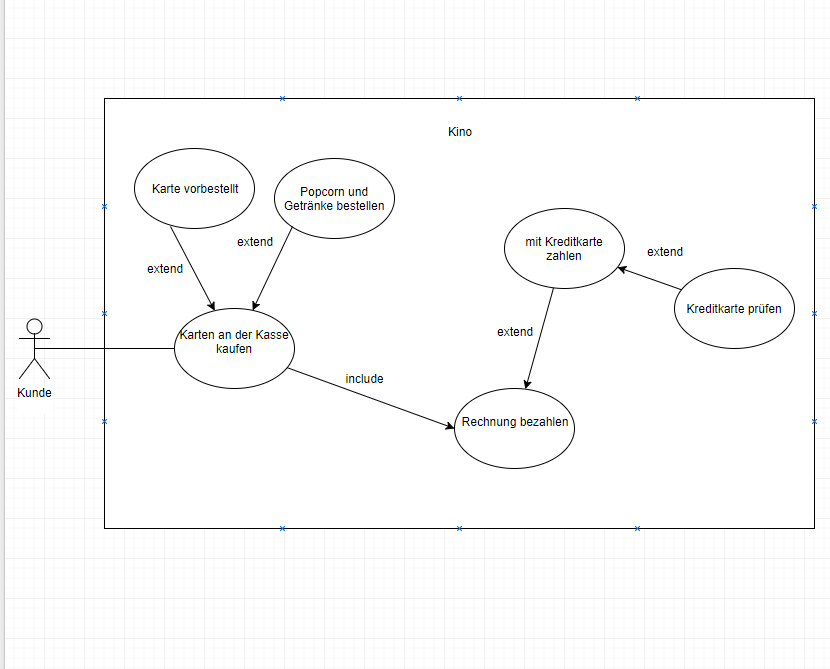 Kino
Karte vorbestellt
Popcorn und
Getränke bestellen
extend
extend
mit Kreditkarte
zahlen
extend
Kreditkarte prüfen
Karten an der Kasse
kaufen
extend
include
Kunde
Rechnung bezahlen